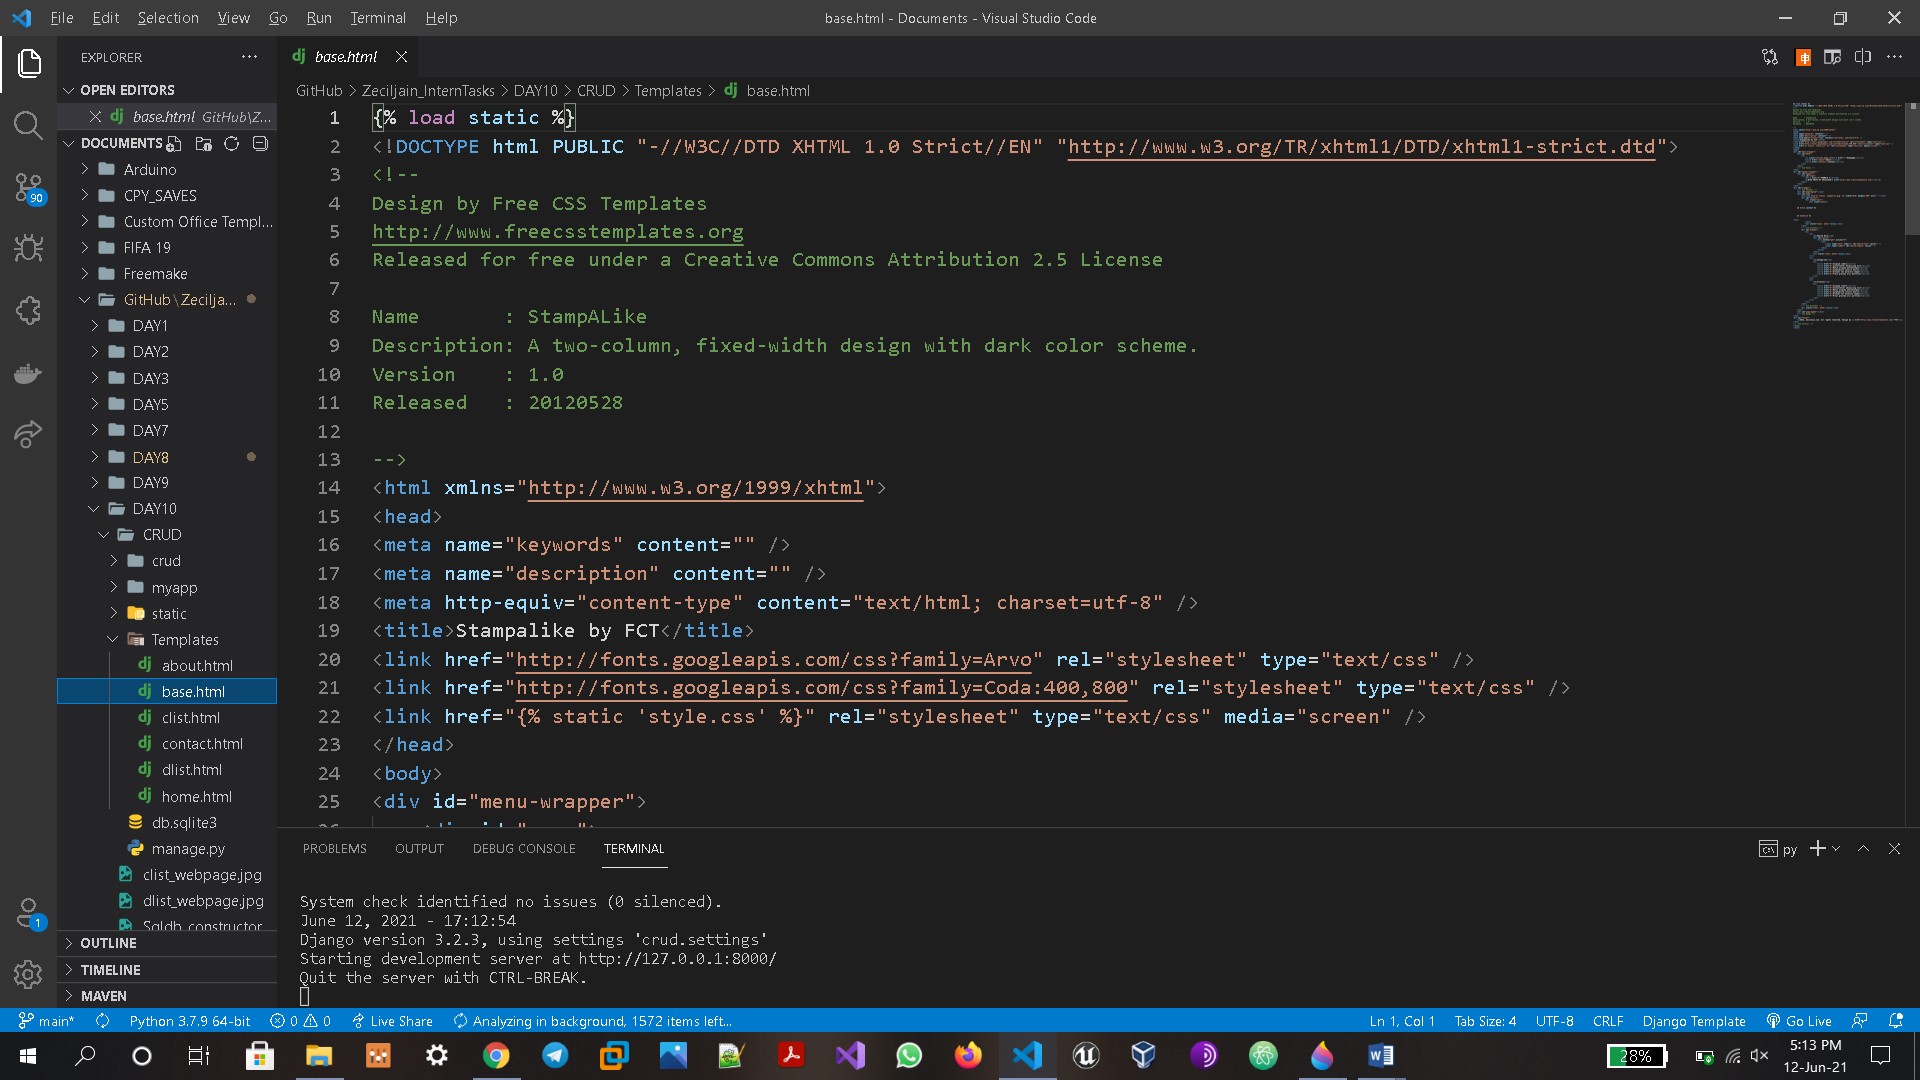 File Edit Selection View Go Run Terminal Help
base.html - Documents - Visual Studio Code
EXPLORER
OPEN EDITORS
base.html GitHub\Z...
DOCUMENTS
Arduino
CPY_SAVES
Custom Office Templ...
FIFA 19
Freemake
GitHub\Zecilja...
DAY1
DAY2
DAY3
DAY5
DAY7
DAY8
DAY9
DAY10
CRUD
crud
myapp
static
Templates
about.html
base.html
clist.html
contact.html
dlist.html
home.html
db.sqlite3
manage.py
clist_webpage.jpg
dlist_webpage.jpg
Sqldb_constructor
OUTLINE
TIMELINE
MAVEN
90
1
base.html
GitHub > Zeciljain_InternTasks > DAY10 > CRUD > Templates > base.html
1 {% load static %}
2 <!DOCTYPE html PUBLIC "-//W3C//DTD XHTML 1.0 Strict//EN" "http://www.w3.org/TR/xhtml1/DTD/xhtml1-strict.dtd">
3 <!--
4 Design by Free CSS Templates
5 http://www.freecsstemplates.org
6 Released for free under a Creative Commons Attribution 2.5 License
7
8 Name : StampALike
9 Description: A two-column, fixed-width design with dark color scheme.
10 Version : 1.0
11 Released : 20120528
12
13 -->
14 <html xmlns="http://www.w3.org/1999/xhtml">
15 <head>
16 <meta name="keywords" content="" />
17 <meta name="description" content="" />
18 <meta http-equiv="content-type" content="text/html; charset=utf-8" />
19 <title>Stampalike by FCT</title>
20 <link href="http://fonts.googleapis.com/css?family=Arvo" rel="stylesheet" type="text/css" />
21 <link href="http://fonts.googleapis.com/css?family=Coda:400,800" rel="stylesheet" type="text/css" />
22 <link href="{% static 'style.css' %}" rel="stylesheet" type="text/css" media="screen" />
23 </head>
24 <body>
25 <div id="menu-wrapper">
PROBLEMS OUTPUT DEBUG CONSOLE TERMINAL
py
System check identified no issues (0 silenced).
June 12, 2021 - 17:12:54
Django version 3.2.3, using settings 'crud.settings'
Starting development server at http://127.0.0.1:8000/
Quit the server with CTRL-BREAK.
main* Python 3.7.9 64-bit 0 0 Live Share Analyzing in background, 1572 items left... Ln 1, Col 1 Tab Size: 4 UTF-8 CRLF Django Template Go Live
28%
5:13 PM
12-Jun-21